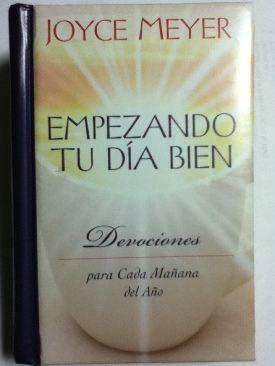 JOYCE MEYER
EMPEZANDO
TU DÍA BIEN
Devociones
para Cada Mañana
del Año